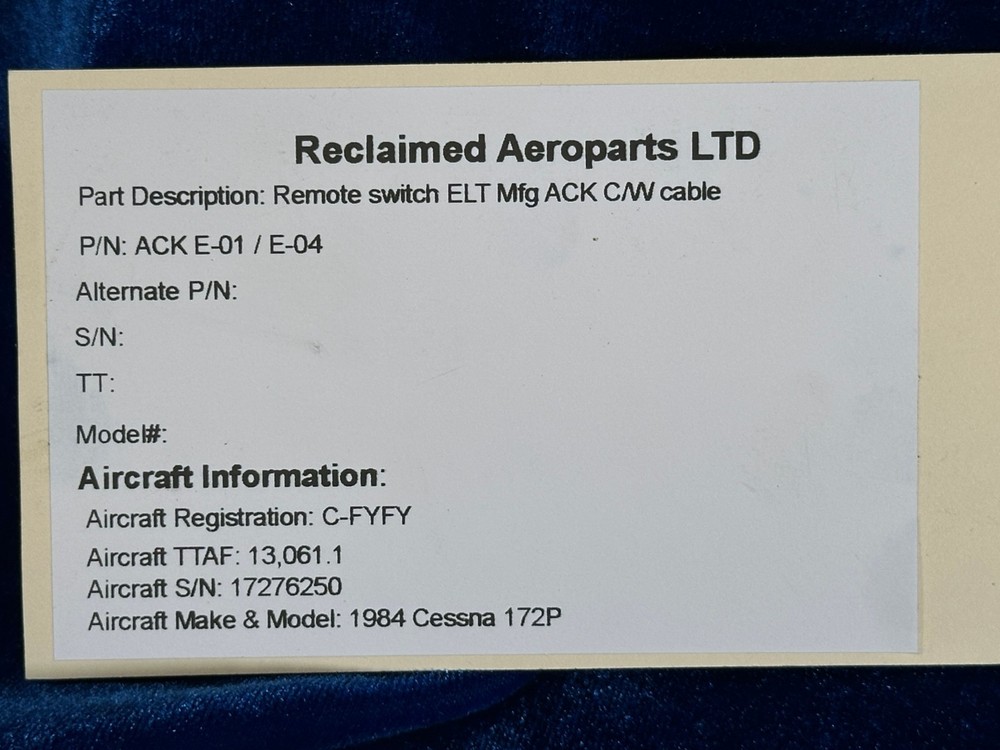 Reclaimed Aeroparts LTD
Part Description: Remote switch ELT Mfg ACK C/W cable
P/N: ACK E-01 / E-04
Alternate P/N:
S/N:
TT:
Model#:
Aircraft Information:
Aircraft Registration: C-FYFY
Aircraft TTAF: 13,061.1
Aircraft S/N: 17276250
Aircraft Make & Model: 1984 Cessna 172P